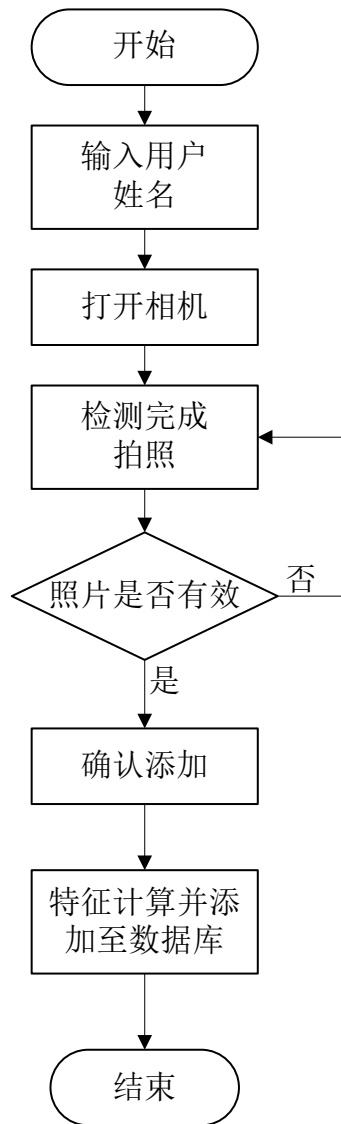 开始
输入用户
姓名
打开相机
检测完成
拍照
照片是否有效
否
是
确认添加
特征计算并添
加至数据库
结束